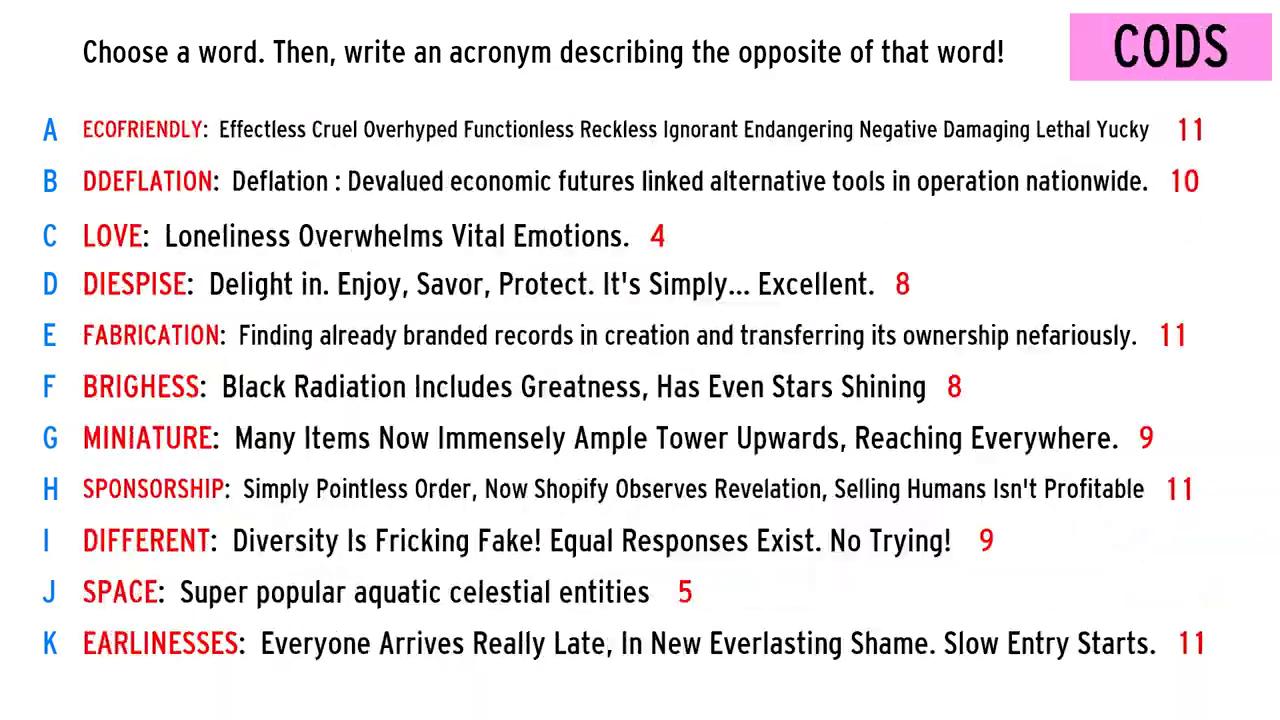 Choose a word. Then, write an acronym describing the opposite of that word!
CODS
A ECOFRIENDLY: Effectless Cruel Overhyped Functionless Reckless Ignorant Endangering Negative Damaging Lethal Yucky 11
B DDEFLATION: Deflation : Devalued economic futures linked alternative tools in operation nationwide. 10
C LOVE: Loneliness Overwhelms Vital Emotions. 4
D DIESPISE: Delight in. Enjoy, Savor, Protect. It's Simply... Excellent. 8
E FABRICATION: Finding already branded records in creation and transferring its ownership nefariously. 11
F BRIGHESS: Black Radiation Includes Greatness, Has Even Stars Shining 8
G MINIATURE: Many Items Now Immensely Ample Tower Upwards, Reaching Everywhere. 9
H SPONSORSHIP: Simply Pointless Order, Now Shopify Observes Revelation, Selling Humans Isn't Profitable 11
I DIFFERENT: Diversity Is Fricking Fake! Equal Responses Exist. No Trying! 9
J SPACE: Super popular aquatic celestial entities 5
K EARLINESSES: Everyone Arrives Really Late, In New Everlasting Shame. Slow Entry Starts. 11